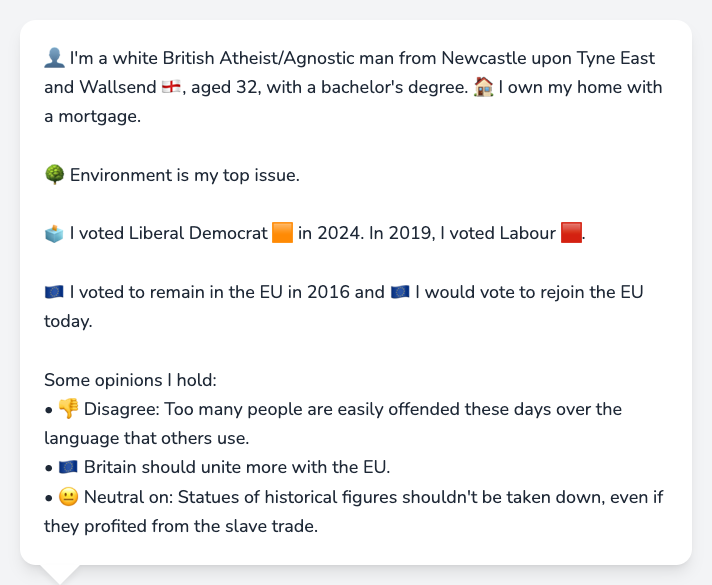 👤 I'm a white British Atheist/Agnostic man from Newcastle upon Tyne East
and Wallsend 🏴󠁧󠁢󠁥󠁮󠁧󠁿, aged 32, with a bachelor's degree. 🏠 I own my home with
a mortgage.
🌳 Environment is my top issue.
🗳️ I voted Liberal Democrat 🟧 in 2024. In 2019, I voted Labour 🟥.
🇪🇺 I voted to remain in the EU in 2016 and 🇪🇺 I would vote to rejoin the EU
today.
Some opinions I hold:
• 👎 Disagree: Too many people are easily offended these days over the
language that others use.
• 🇪🇺 Britain should unite more with the EU.
• 😐 Neutral on: Statues of historical figures shouldn't be taken down, even if
they profited from the slave trade.